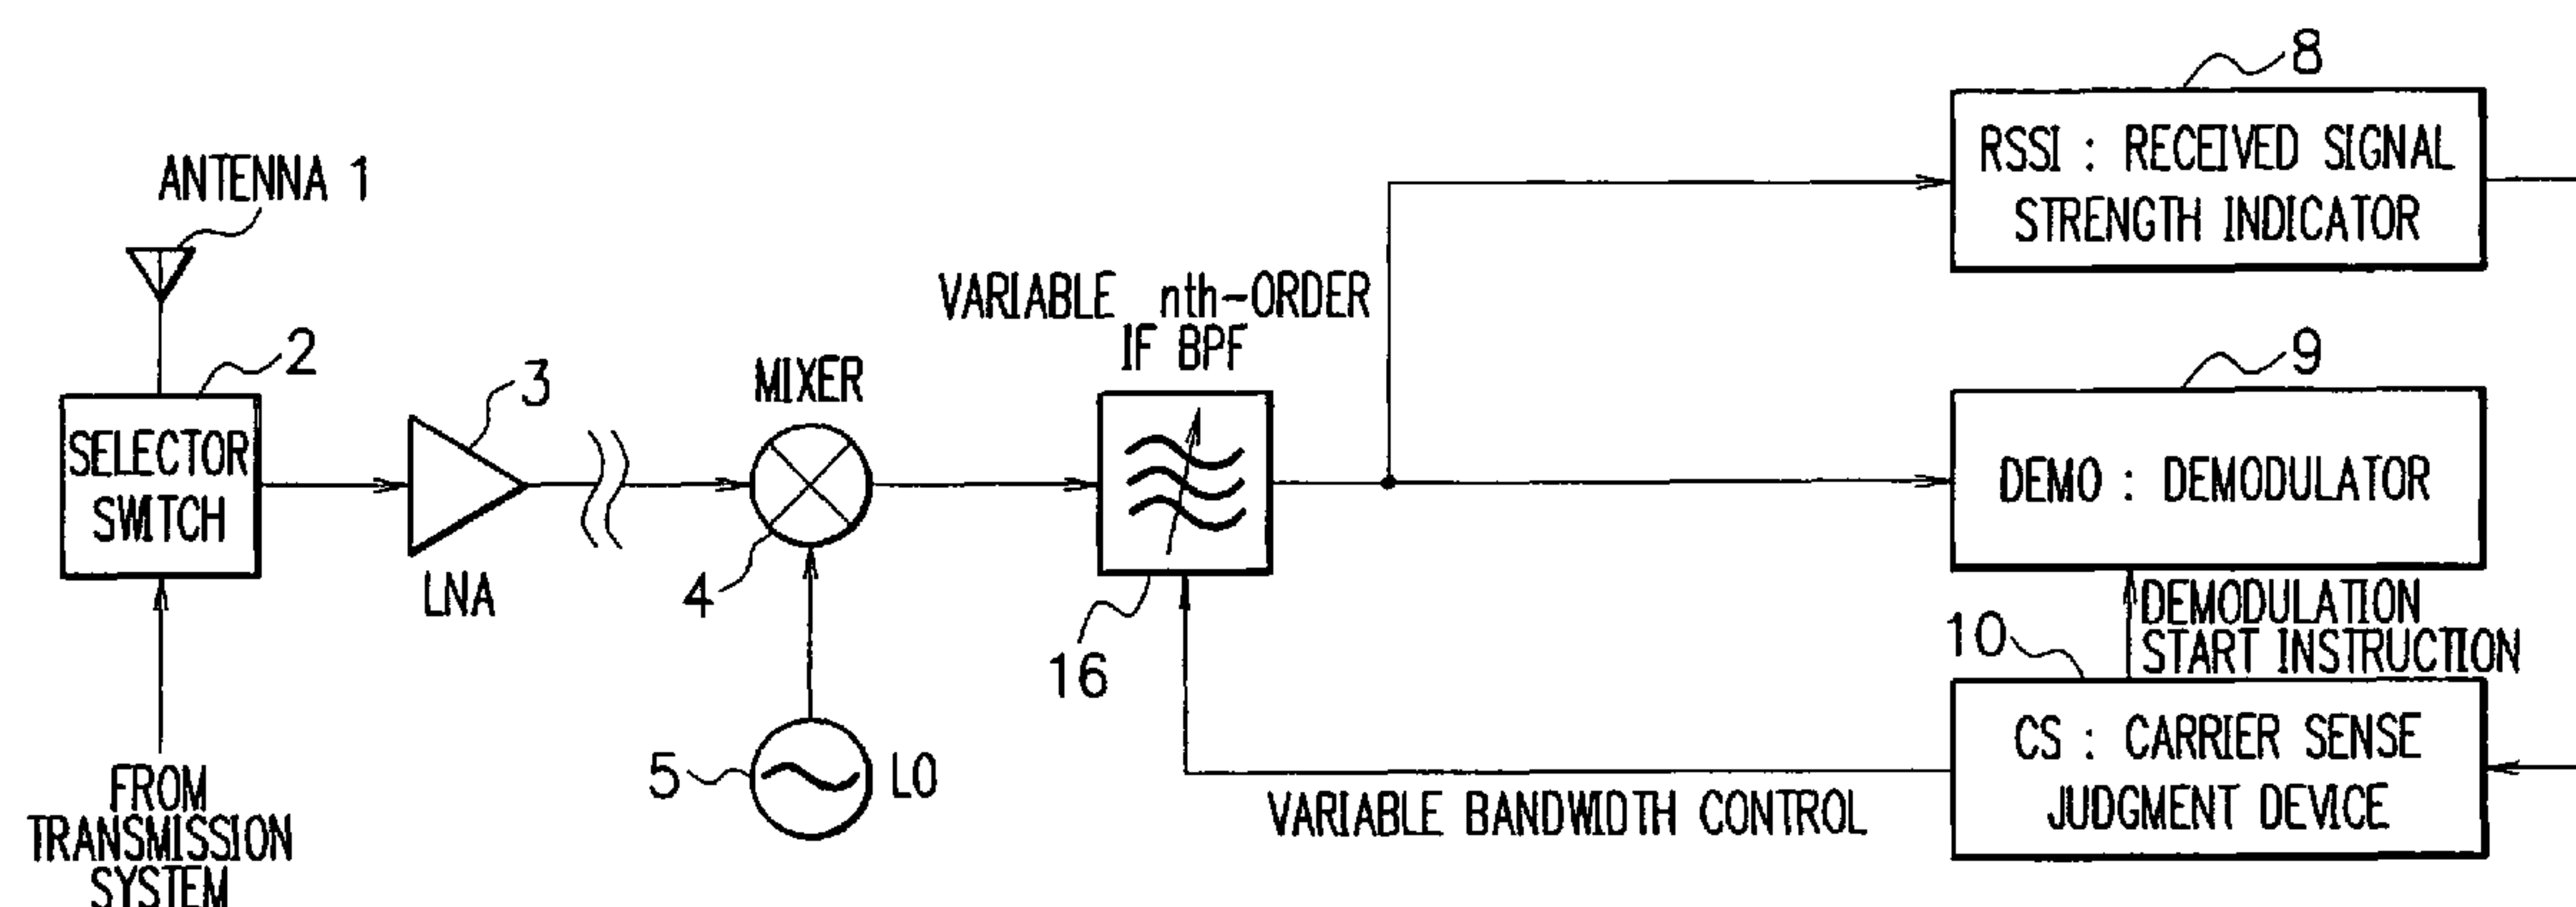 8
RSSI : RECEIVED SIGNAL
STRENGTH INDICATOR
ANTENNA 1
VARIABLE nth-ORDER
IF BPF
2
SELECTOR
SWITCH
3
LNA
MIXER
4
16
9
DEMO : DEMODULATOR
DEMODULATION
START INSTRUCTION
10
CS : CARRIER SENSE
JUDGMENT DEVICE
5
LO
VARIABLE BANDWIDTH CONTROL
FROM
TRANSMISSION
SYSTEM